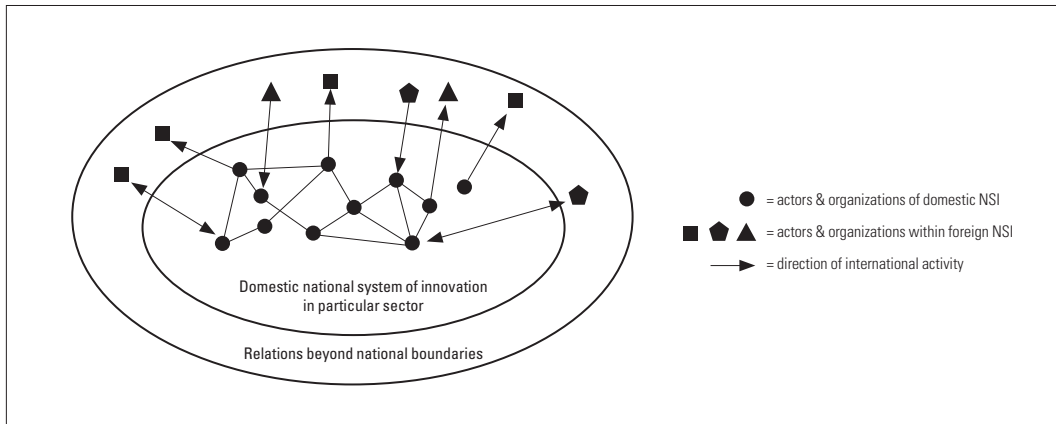 Domestic national system of innovation
in particular sector
Relations beyond national boundaries
= actors & organizations of domestic NSI
= actors & organizations within foreign NSI
= direction of international activity